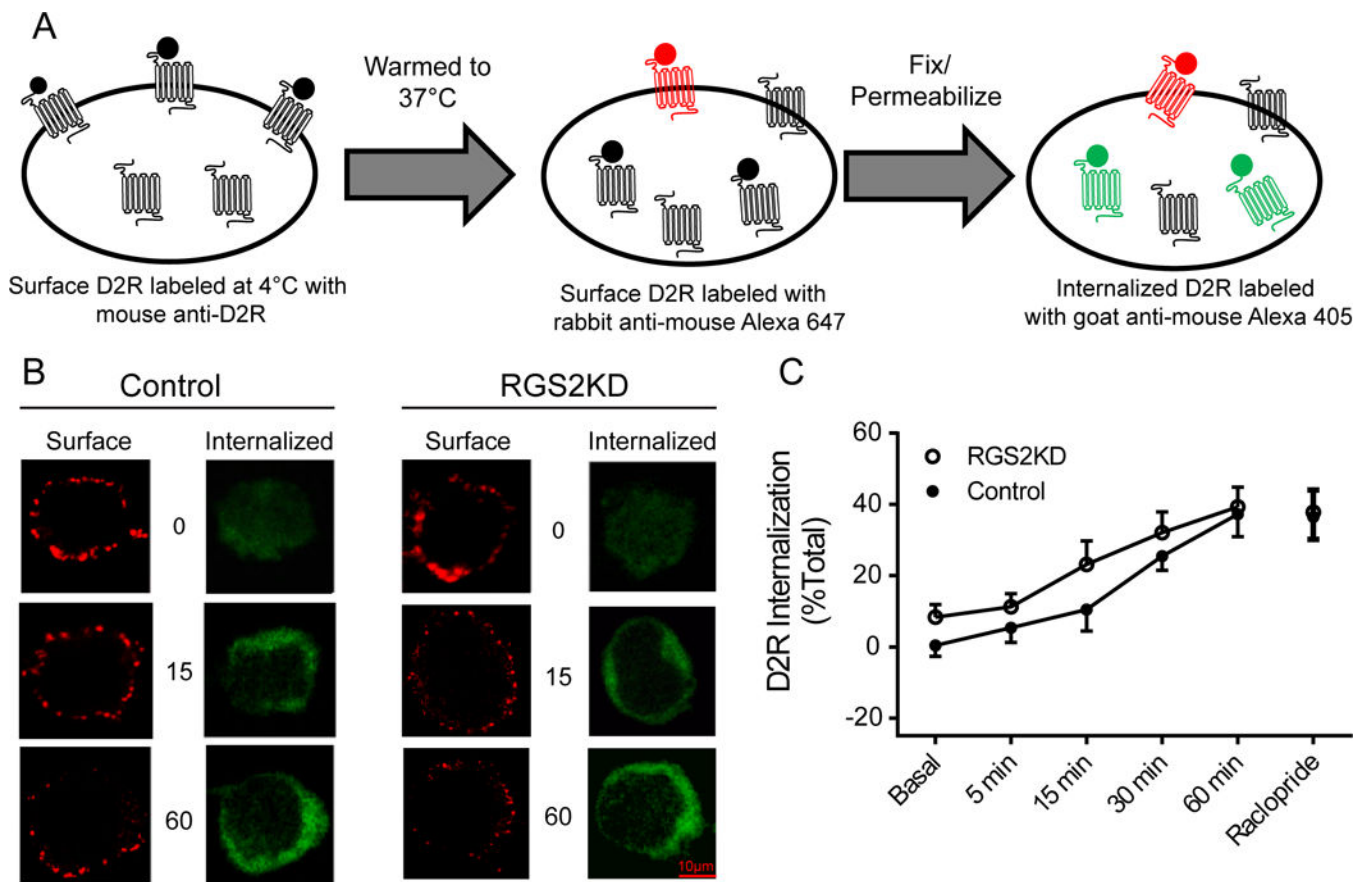 A
Warmed to
37°C
Fix/
Permeabilize
Surface D2R labeled at 4°C with
mouse anti-D2R
Surface D2R labeled with
rabbit anti-mouse Alexa 647
Internalized D2R labeled
with goat anti-mouse Alexa 405
B
Control
RGS2KD
Surface
Internalized
Surface
Internalized
0
0
15
15
60
60
10µm
C
D2R Internalization
(%Total)
60
40
20
0
-20
RGS2KD
Control
Basal
5 min
15 min
30 min
60 min
Raclopride